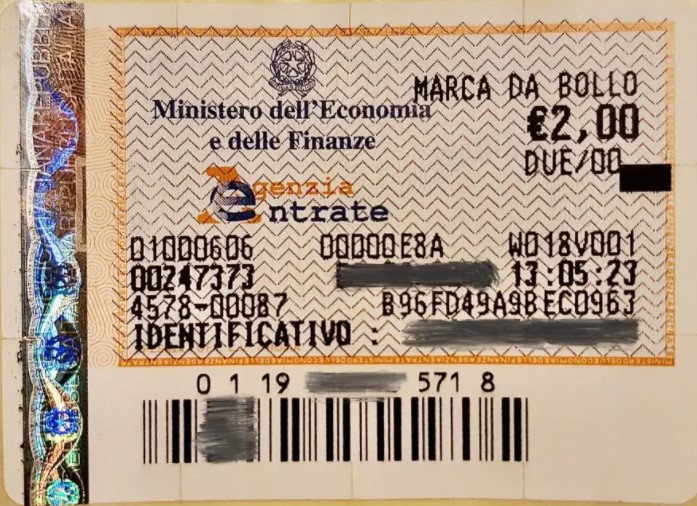 MARCA DA BOLLO
Ministero dell'Economia
e delle Finanze
€2,00
DUE/00
Agenzia
entrate
01000606 00000E8A W018V001
00247373 13:05:23
4578-00087 B96FD49A9BEC0963
IDENTIFICATIVO :
0 1 19 571 8